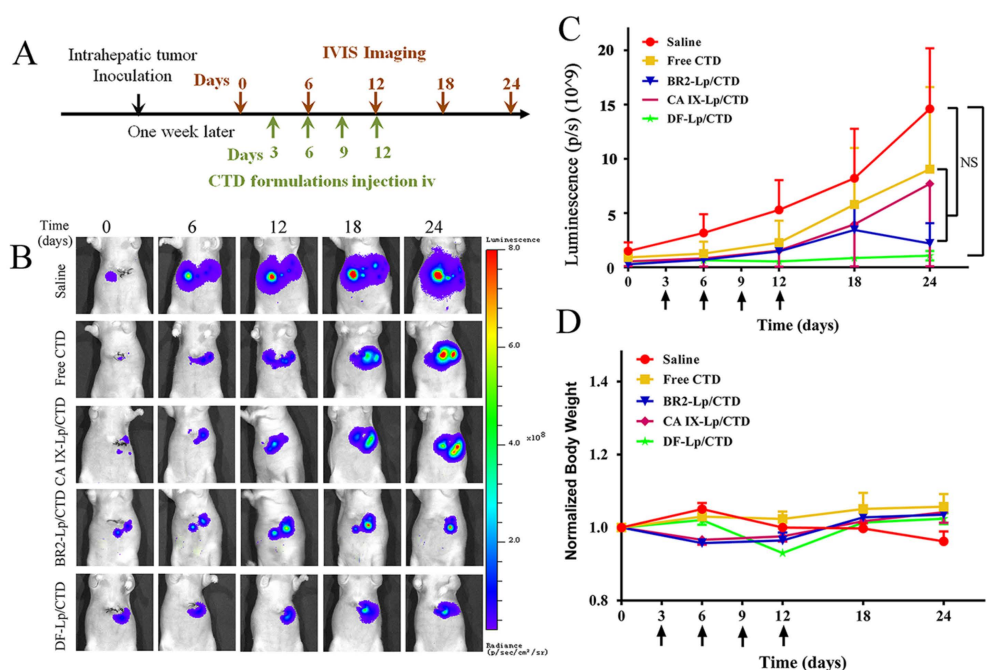 A
Intrahepatic tumor
Inoculation
IVIS Imaging
Days 0 6 12 18 24
One week later
Days 3 6 9 12
CTD formulations injection iv
B
Time
(days)
0 6 12 18 24
Saline
Free CTD
CA IX-Lp/CTD
BR2-Lp/CTD
DF-Lp/CTD
Luminescence
8.0
6.0
4.0
×10⁸
2.0
Radiance
(p/sec/cm²/sr)
C
Luminescence (p/s) (10^9)
20
15
10
5
0
Saline
Free CTD
BR2-Lp/CTD
CA IX-Lp/CTD
DF-Lp/CTD
NS
0 3 6 9 12 18 24
Time (days)
D
Normalized Body Weight
1.4
1.2
1.0
0.8
Saline
Free CTD
BR2-Lp/CTD
CA IX-Lp/CTD
DF-Lp/CTD
0 3 6 9 12 18 24
Time (days)